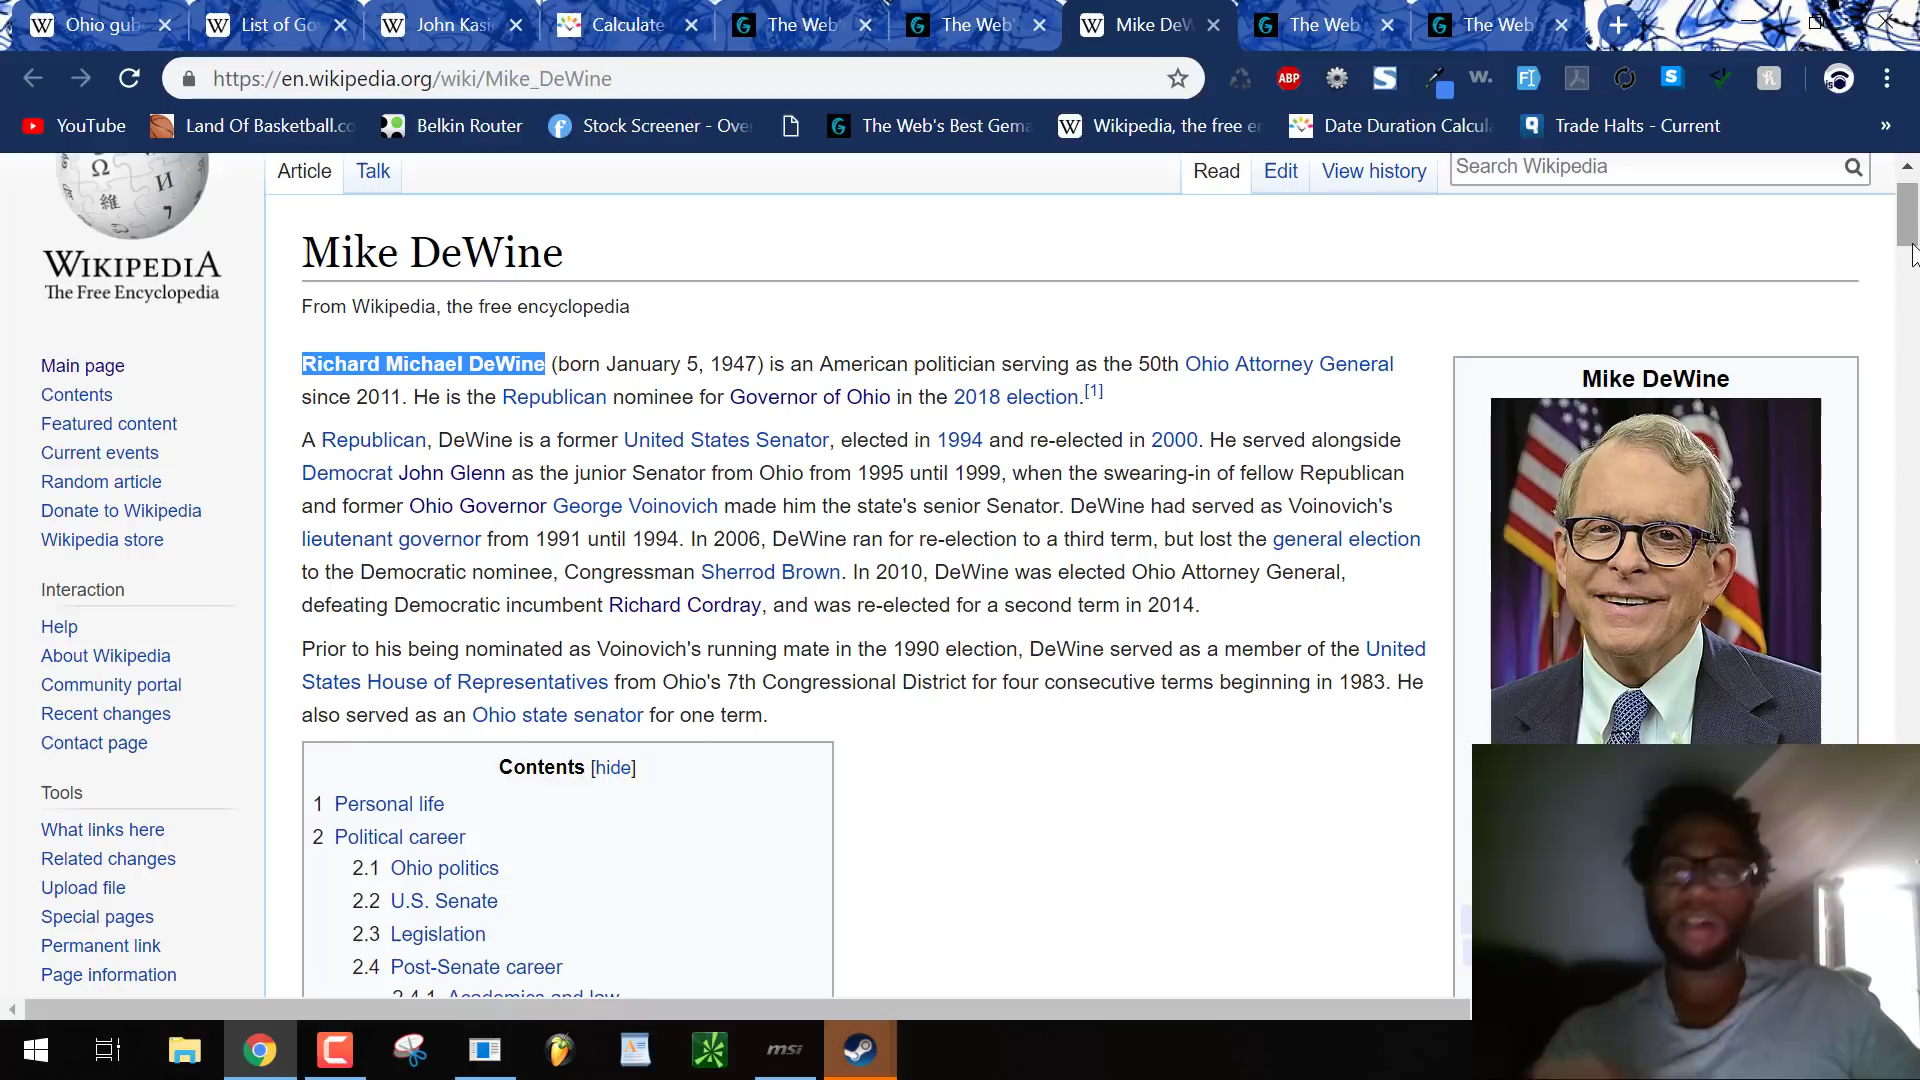 Ohio gub
List of Go
John Kasi
Calculate
The Web'
The Web'
Mike DeW
The Web'
The Web'
https://en.wikipedia.org/wiki/Mike_DeWine
ABP
YouTube
Land Of Basketball.co
Belkin Router
Stock Screener - Ove
The Web's Best Gema
Wikipedia, the free e
Date Duration Calcul
Trade Halts - Current
»
Article
Talk
Read
Edit
View history
Search Wikipedia
WIKIPEDIA
The Free Encyclopedia
Main page
Contents
Featured content
Current events
Random article
Donate to Wikipedia
Wikipedia store
Interaction
Help
About Wikipedia
Community portal
Recent changes
Contact page
Tools
What links here
Related changes
Upload file
Special pages
Permanent link
Page information
Mike DeWine
From Wikipedia, the free encyclopedia
Richard Michael DeWine (born January 5, 1947) is an American politician serving as the 50th Ohio Attorney General
since 2011. He is the Republican nominee for Governor of Ohio in the 2018 election.[1]
A Republican, DeWine is a former United States Senator, elected in 1994 and re-elected in 2000. He served alongside
Democrat John Glenn as the junior Senator from Ohio from 1995 until 1999, when the swearing-in of fellow Republican
and former Ohio Governor George Voinovich made him the state's senior Senator. DeWine had served as Voinovich's
lieutenant governor from 1991 until 1994. In 2006, DeWine ran for re-election to a third term, but lost the general election
to the Democratic nominee, Congressman Sherrod Brown. In 2010, DeWine was elected Ohio Attorney General,
defeating Democratic incumbent Richard Cordray, and was re-elected for a second term in 2014.
Prior to his being nominated as Voinovich's running mate in the 1990 election, DeWine served as a member of the United
States House of Representatives from Ohio's 7th Congressional District for four consecutive terms beginning in 1983. He
also served as an Ohio state senator for one term.
Contents [hide]
1 Personal life
2 Political career
2.1 Ohio politics
2.2 U.S. Senate
2.3 Legislation
2.4 Post-Senate career
2.4.1 Academics and law
Mike DeWine
msi